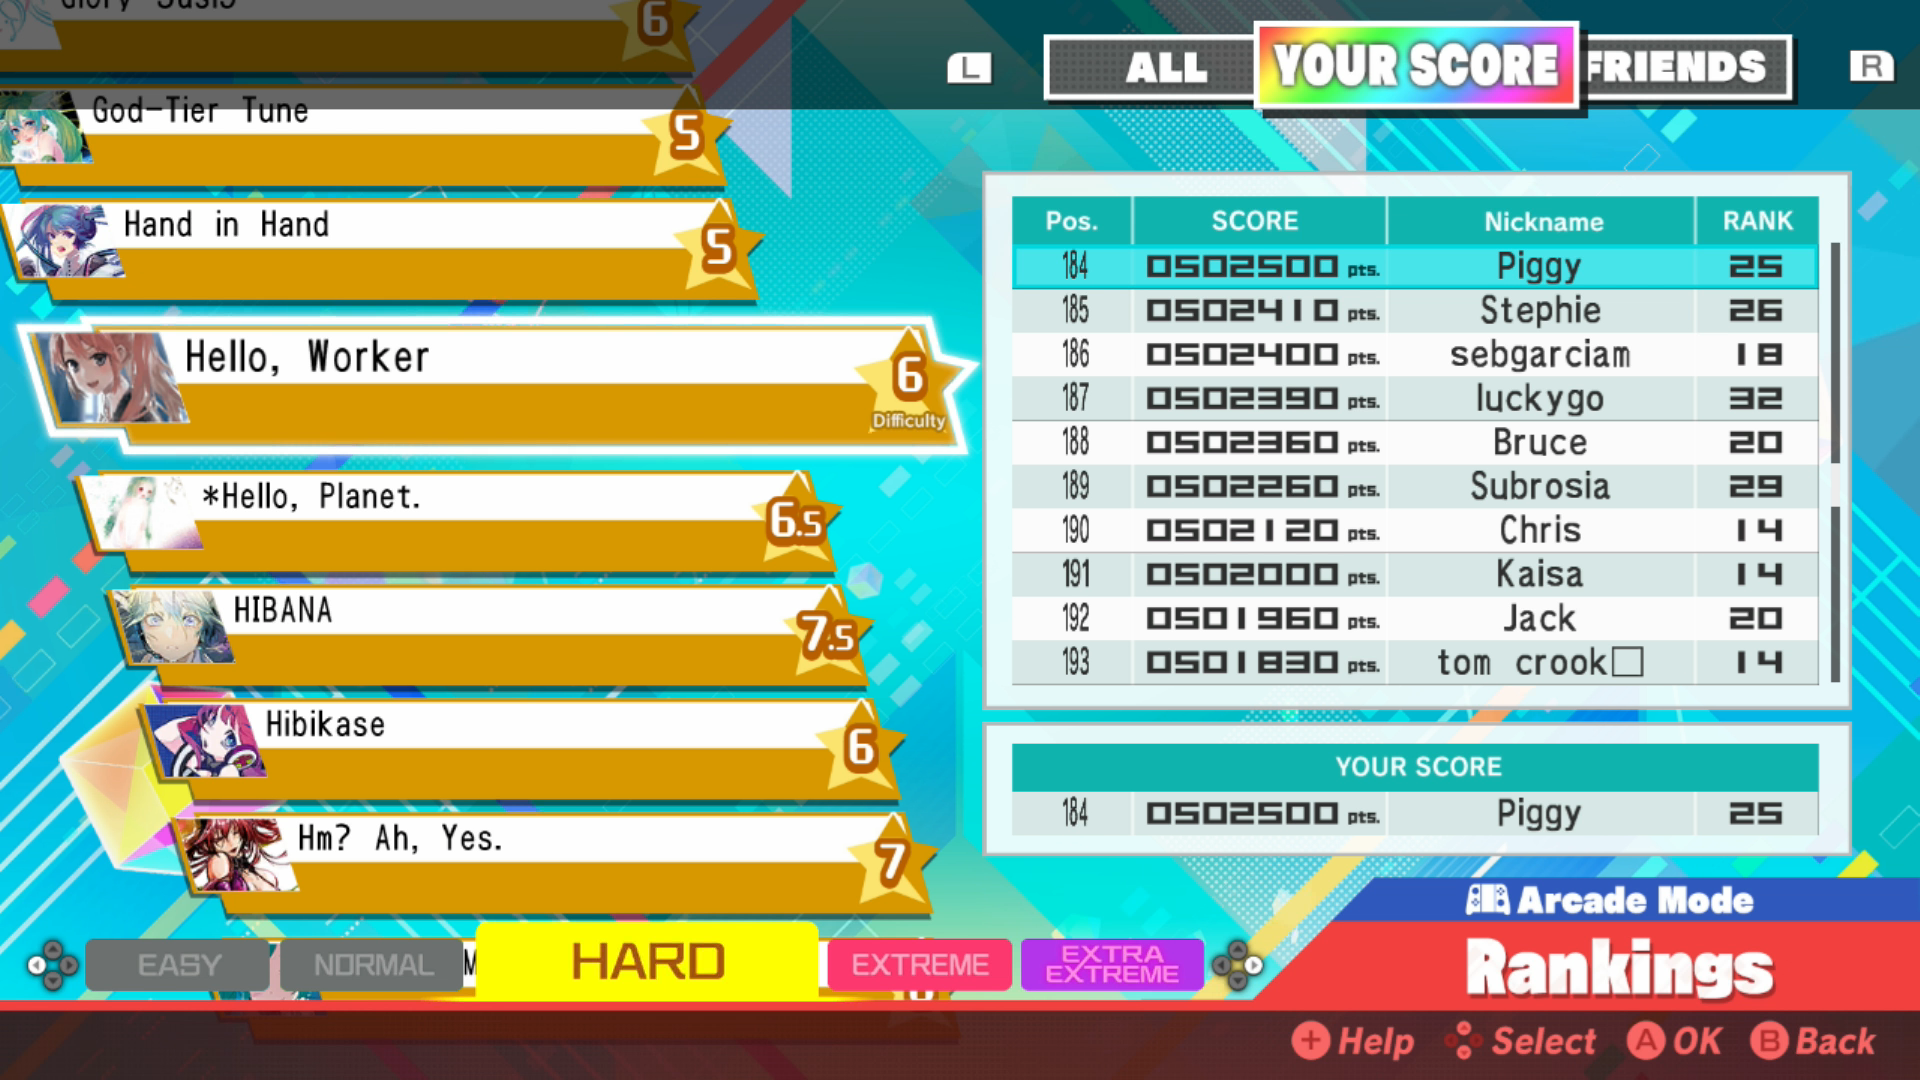 6
L
ALL
YOUR SCORE
FRIENDS
R
God-Tier Tune
5
Hand in Hand
5
Hello, Worker
6
Difficulty
*Hello, Planet.
6.5
HIBANA
7.5
Hibikase
6
Hm? Ah, Yes.
7
Pos. SCORE Nickname RANK
184 0502500 pts. Piggy 25
185 0502410 pts. Stephie 26
186 0502400 pts. sebgarciam 18
187 0502390 pts. luckygo 32
188 0502360 pts. Bruce 20
189 0502260 pts. Subrosia 29
190 0502120 pts. Chris 14
191 0502000 pts. Kaisa 14
192 0501960 pts. Jack 20
193 0501830 pts. tom crook□ 14
YOUR SCORE
184 0502500 pts. Piggy 25
Arcade Mode
Rankings
EASY
NORMAL
HARD
EXTREME
EXTRA
EXTREME
+ Help
Select
A OK
B Back